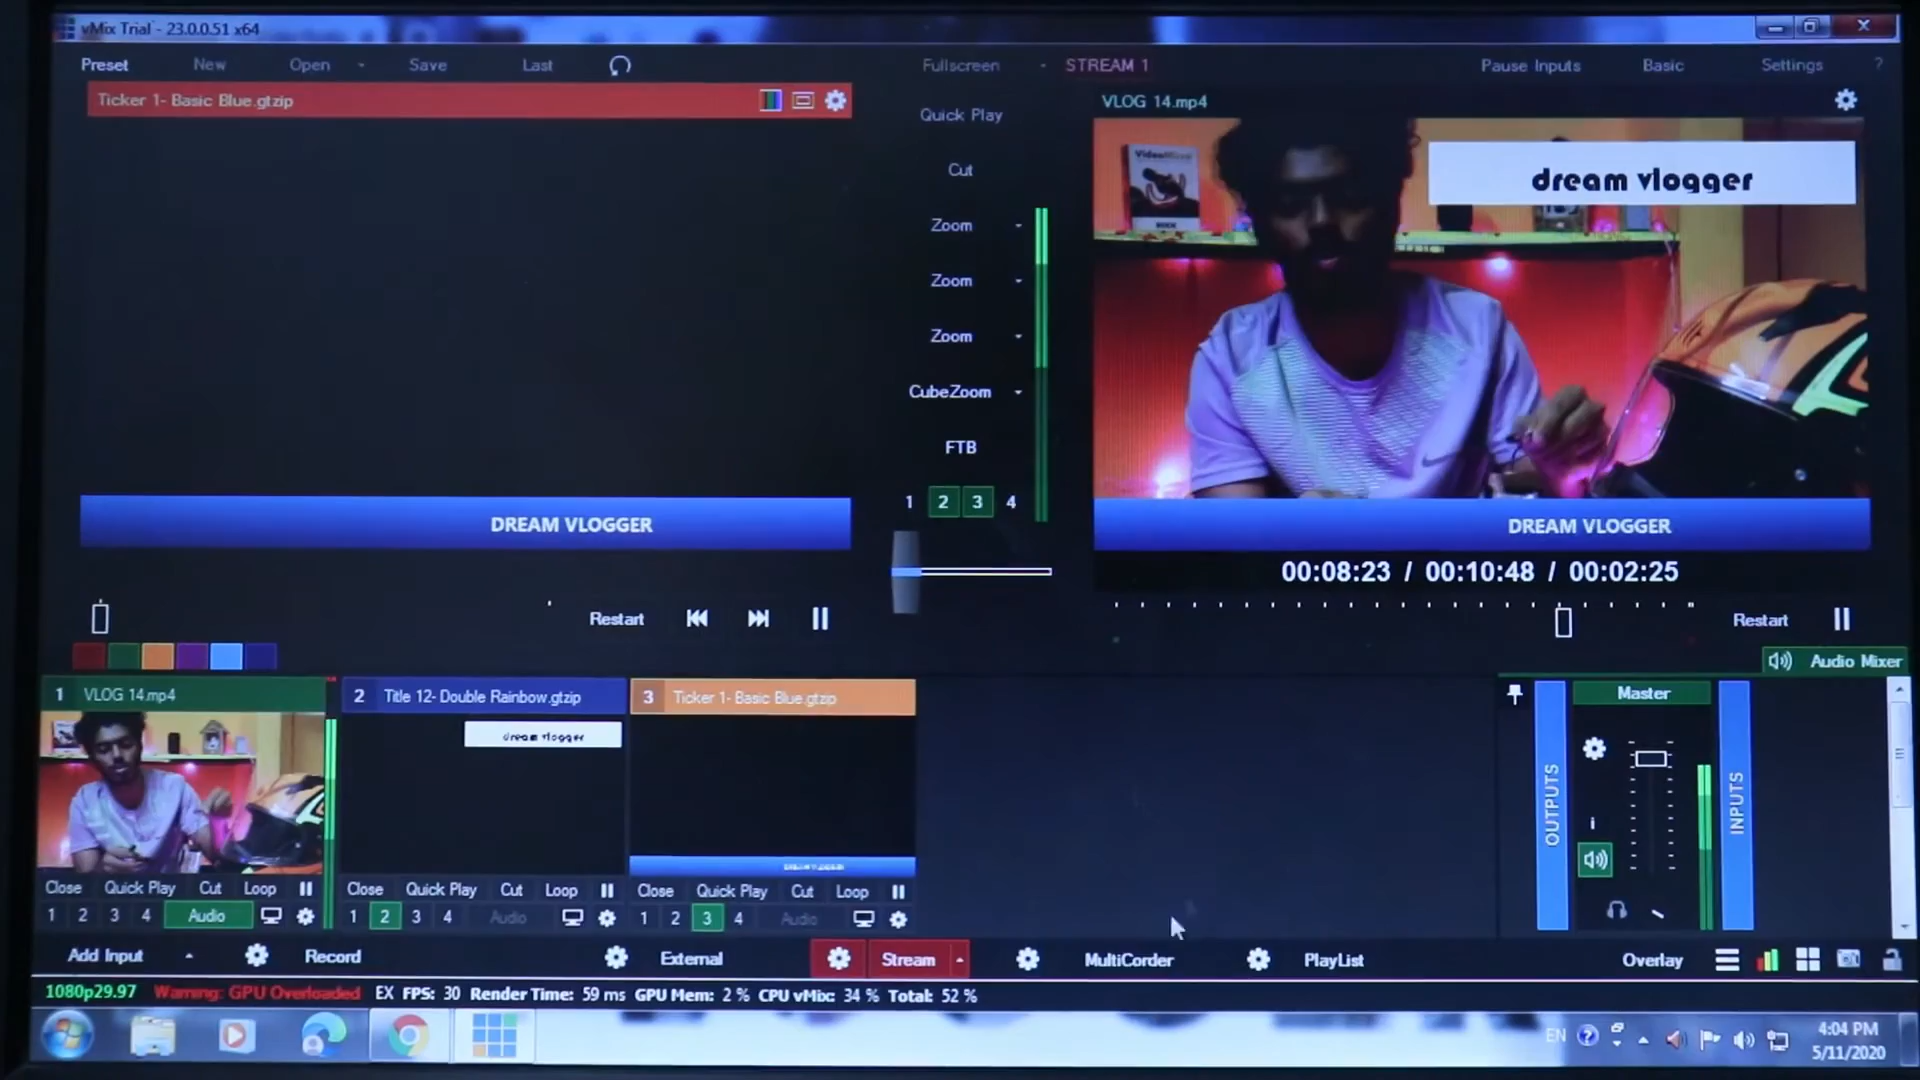 vMix Trial - 23.0.0.51 x64
Preset New Open Save Last
Fullscreen STREAM 1
Pause Inputs Basic Settings ?
Ticker 1- Basic Blue.gtzip
Quick Play
Cut
Zoom
Zoom
Zoom
CubeZoom
FTB
1 2 3 4
VLOG 14.mp4
dream vlogger
DREAM VLOGGER
DREAM VLOGGER
00:08:23 / 00:10:48 / 00:02:25
Restart
Restart
Audio Mixer
1 VLOG 14.mp4
2 Title 12- Double Rainbow.gtzip
dream vlogger
3 Ticker 1- Basic Blue.gtzip
Close Quick Play Cut Loop
1 2 3 4 Audio
Close Quick Play Cut Loop
1 2 3 4 Audio
Close Quick Play Cut Loop
1 2 3 4 Audio
OUTPUTS
Master
INPUTS
Add Input Record External Stream MultiCorder PlayList Overlay
1080p29.97 Warning: GPU Overloaded EX FPS: 30 Render Time: 59 ms GPU Mem: 2 % CPU vMix: 34 % Total: 52 %
EN
4:04 PM
5/11/2020